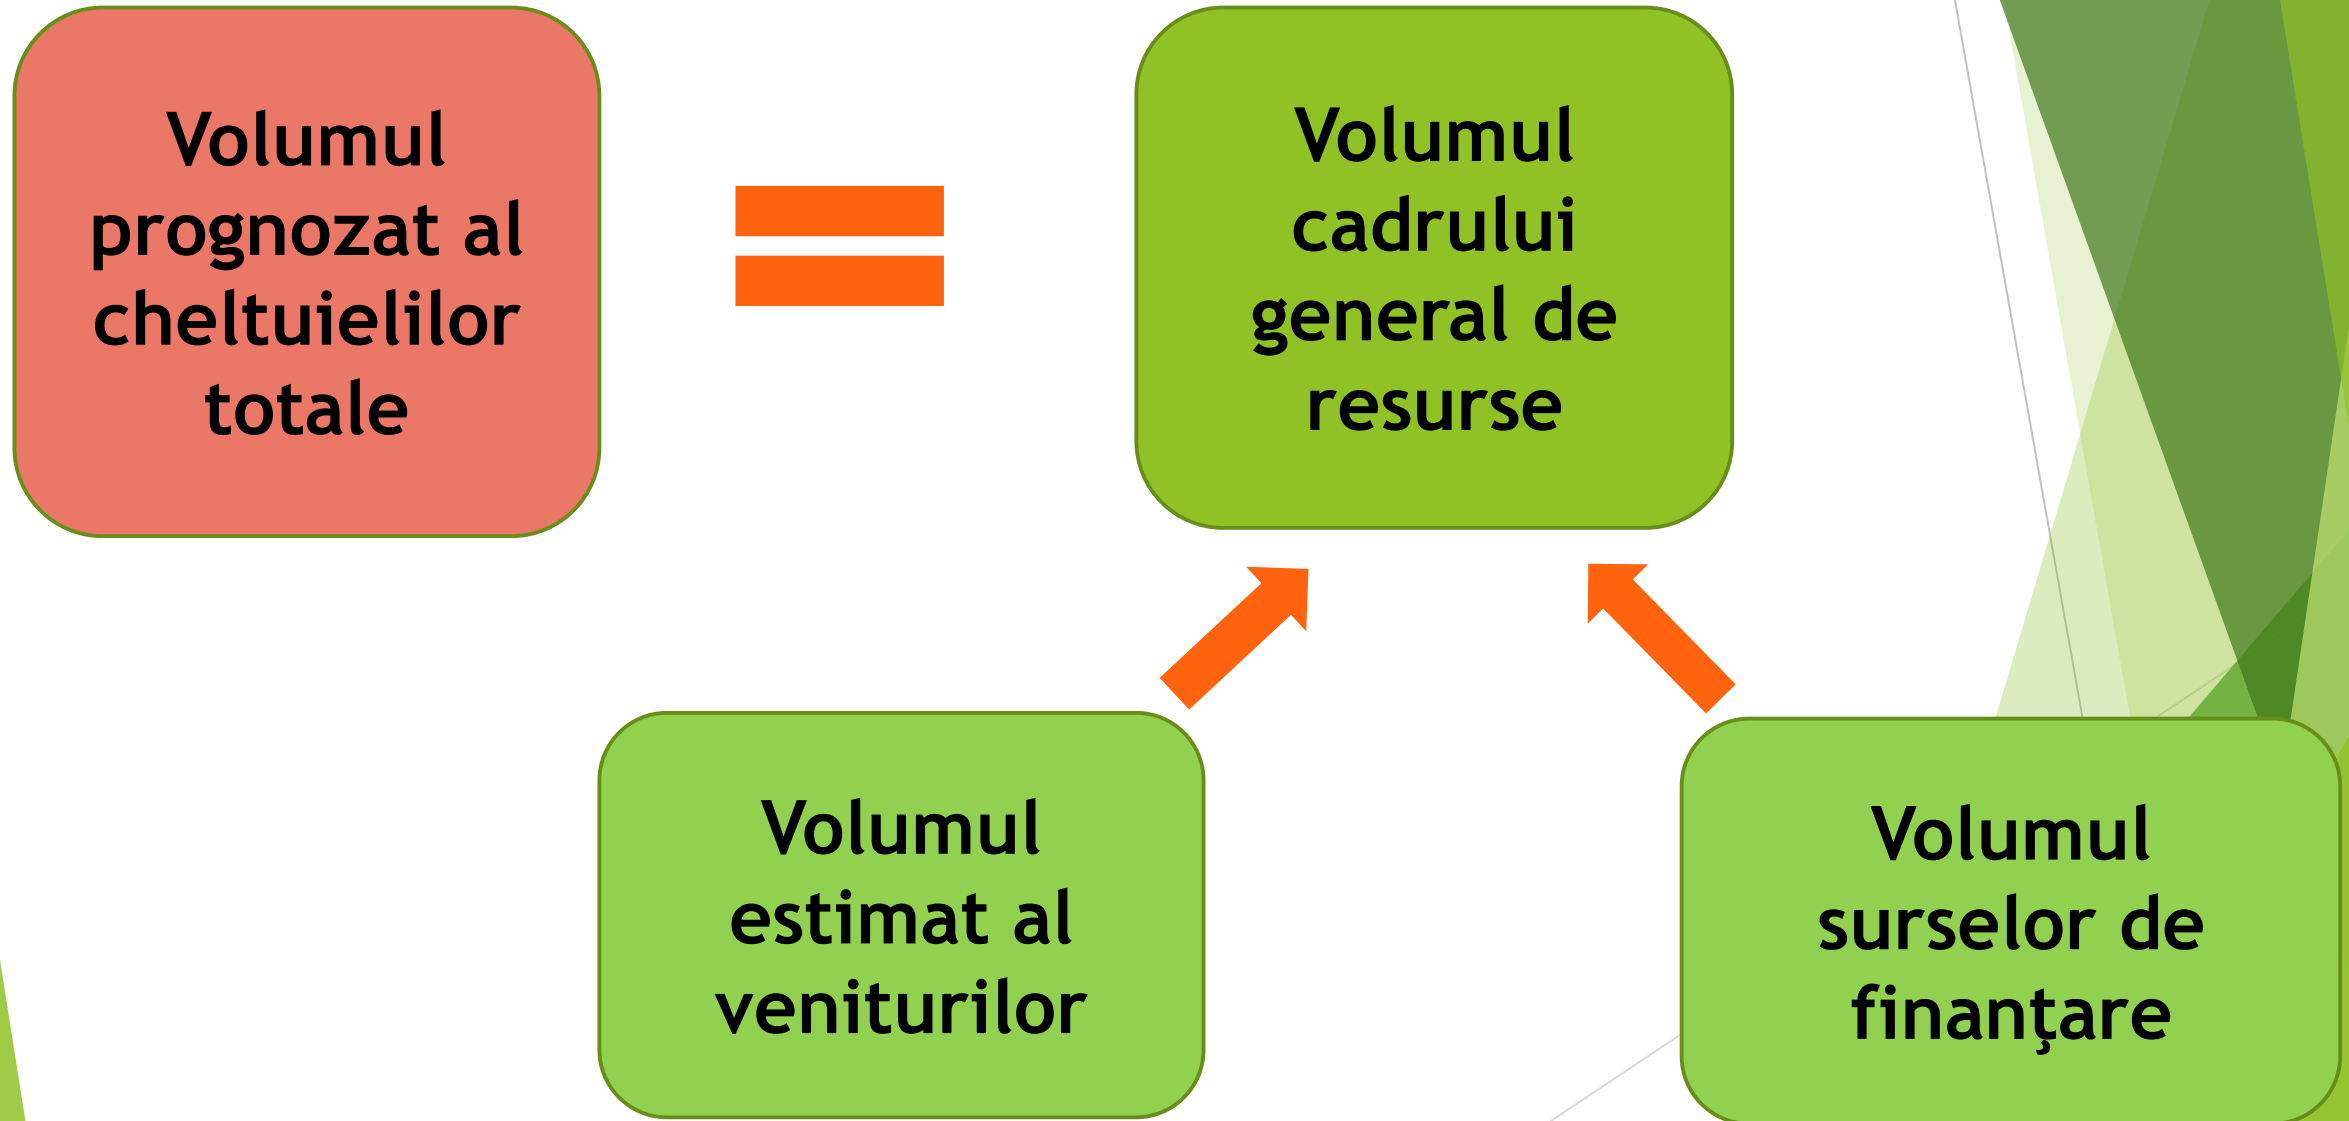 Volumul
prognozat al
cheltuielilor
totale
Volumul
cadrului
general de
resurse
Volumul
estimat al
veniturilor
Volumul
surselor de
finanţare